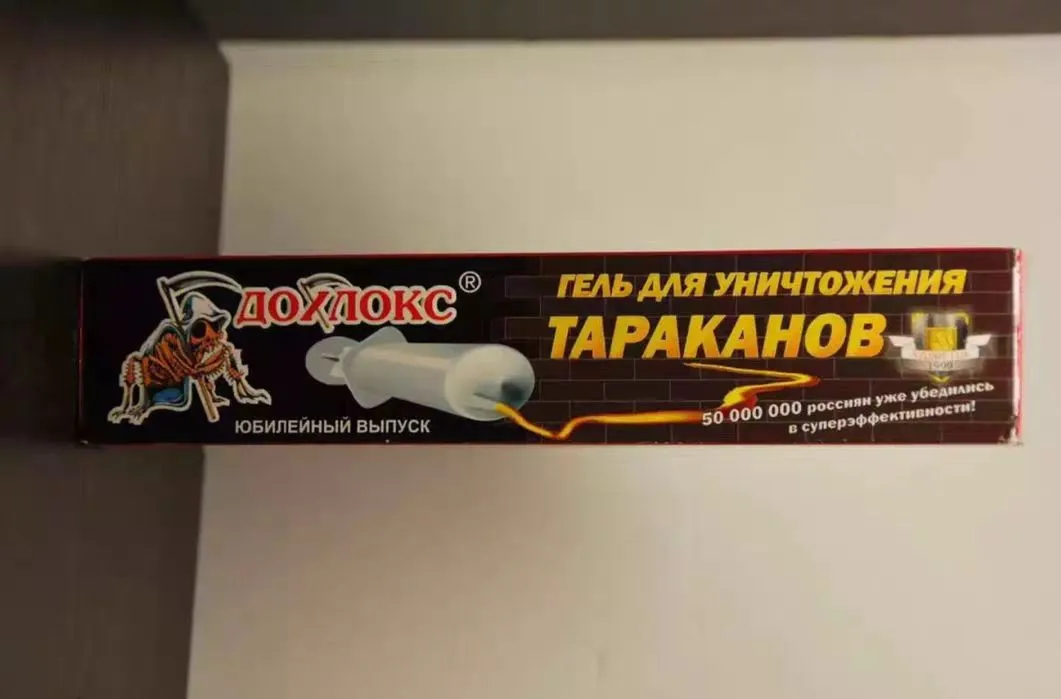 ДОХЛОКС®
ЮБИЛЕЙНЫЙ ВЫПУСК
ГЕЛЬ ДЛЯ УНИЧТОЖЕНИЯ
ТАРАКАНОВ
50 000 000 россиян уже убедились
в суперэффективности!